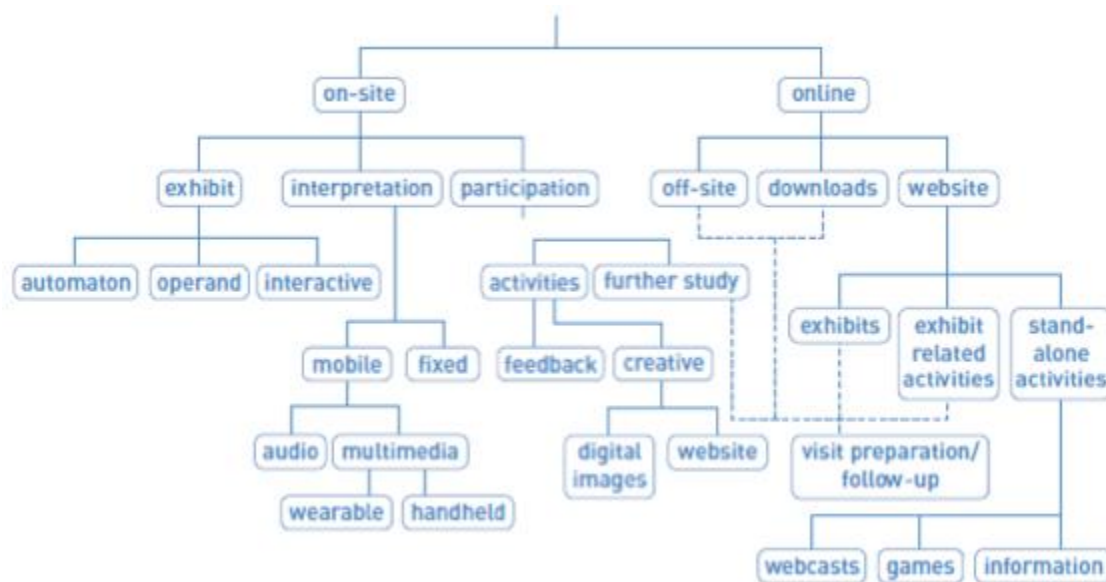 on-site
online
exhibit
interpretation
participation
off-site
downloads
website
automaton
operand
interactive
activities
further study
exhibits
exhibit
related
activities
stand-
alone
activities
mobile
fixed
feedback
creative
audio
multimedia
digital
images
website
visit preparation/
follow-up
wearable
handheld
webcasts
games
information